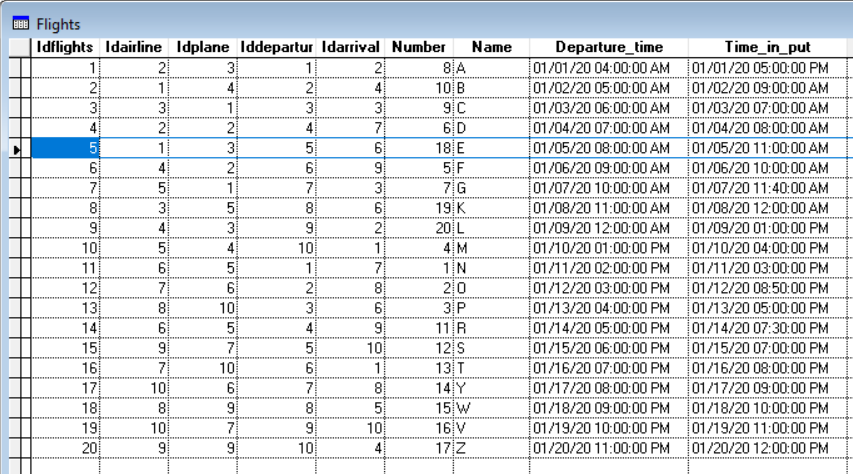 Flights
Idflights Idairline Idplane Iddepartur Idarrival Number Name Departure_time Time_in_put
1 2 3 1 2 8 A 01/01/20 04:00:00 AM 01/01/20 05:00:00 PM
2 1 4 2 4 10 B 01/02/20 05:00:00 AM 01/02/20 09:00:00 AM
3 3 1 3 3 9 C 01/03/20 06:00:00 AM 01/03/20 07:00:00 AM
4 2 2 4 7 6 D 01/04/20 07:00:00 AM 01/04/20 08:00:00 AM
5 1 3 5 6 18 E 01/05/20 08:00:00 AM 01/05/20 11:00:00 AM
6 4 2 6 9 5 F 01/06/20 09:00:00 AM 01/06/20 10:00:00 AM
7 5 1 7 3 7 G 01/07/20 10:00:00 AM 01/07/20 11:40:00 AM
8 3 5 8 6 19 K 01/08/20 11:00:00 AM 01/08/20 12:00:00 AM
9 4 3 9 2 20 L 01/09/20 12:00:00 AM 01/09/20 01:00:00 PM
10 5 4 10 1 4 M 01/10/20 01:00:00 PM 01/10/20 04:00:00 PM
11 6 5 1 7 1 N 01/11/20 02:00:00 PM 01/11/20 03:00:00 PM
12 7 6 2 8 2 O 01/12/20 03:00:00 PM 01/12/20 08:50:00 PM
13 8 10 3 6 3 P 01/13/20 04:00:00 PM 01/13/20 05:00:00 PM
14 6 5 4 9 11 R 01/14/20 05:00:00 PM 01/14/20 07:30:00 PM
15 9 7 5 10 12 S 01/15/20 06:00:00 PM 01/15/20 07:00:00 PM
16 7 10 6 1 13 T 01/16/20 07:00:00 PM 01/16/20 08:00:00 PM
17 10 6 7 8 14 Y 01/17/20 08:00:00 PM 01/17/20 09:00:00 PM
18 8 9 8 5 15 W 01/18/20 09:00:00 PM 01/18/20 10:00:00 PM
19 10 7 9 10 16 V 01/19/20 10:00:00 PM 01/19/20 11:00:00 PM
20 9 9 10 4 17 Z 01/20/20 11:00:00 PM 01/20/20 12:00:00 PM